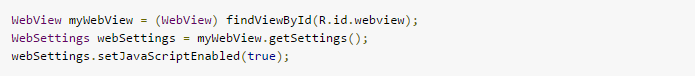 WebView myWebView = (WebView) findViewById(R.id.webview);
WebSettings webSettings = myWebView.getSettings();
webSettings.setJavaScriptEnabled(true);